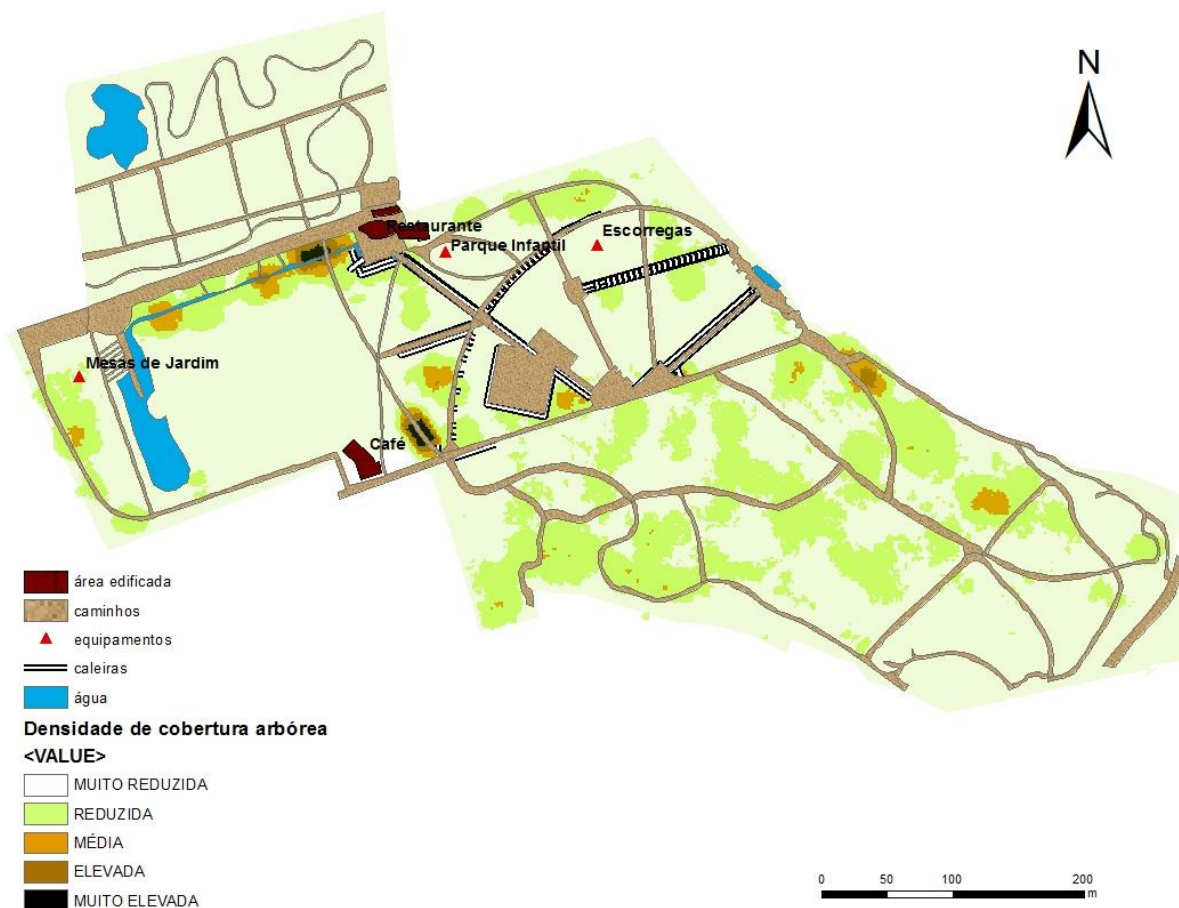 N
Restaurante
Parque Infantil
Escorregas
Mesas de Jardim
Café
área edificada
caminhos
equipamentos
caleiras
água
Densidade de cobertura arbórea
<VALUE>
MUITO REDUZIDA
REDUZIDA
MÉDIA
ELEVADA
MUITO ELEVADA
0 50 100 200
m